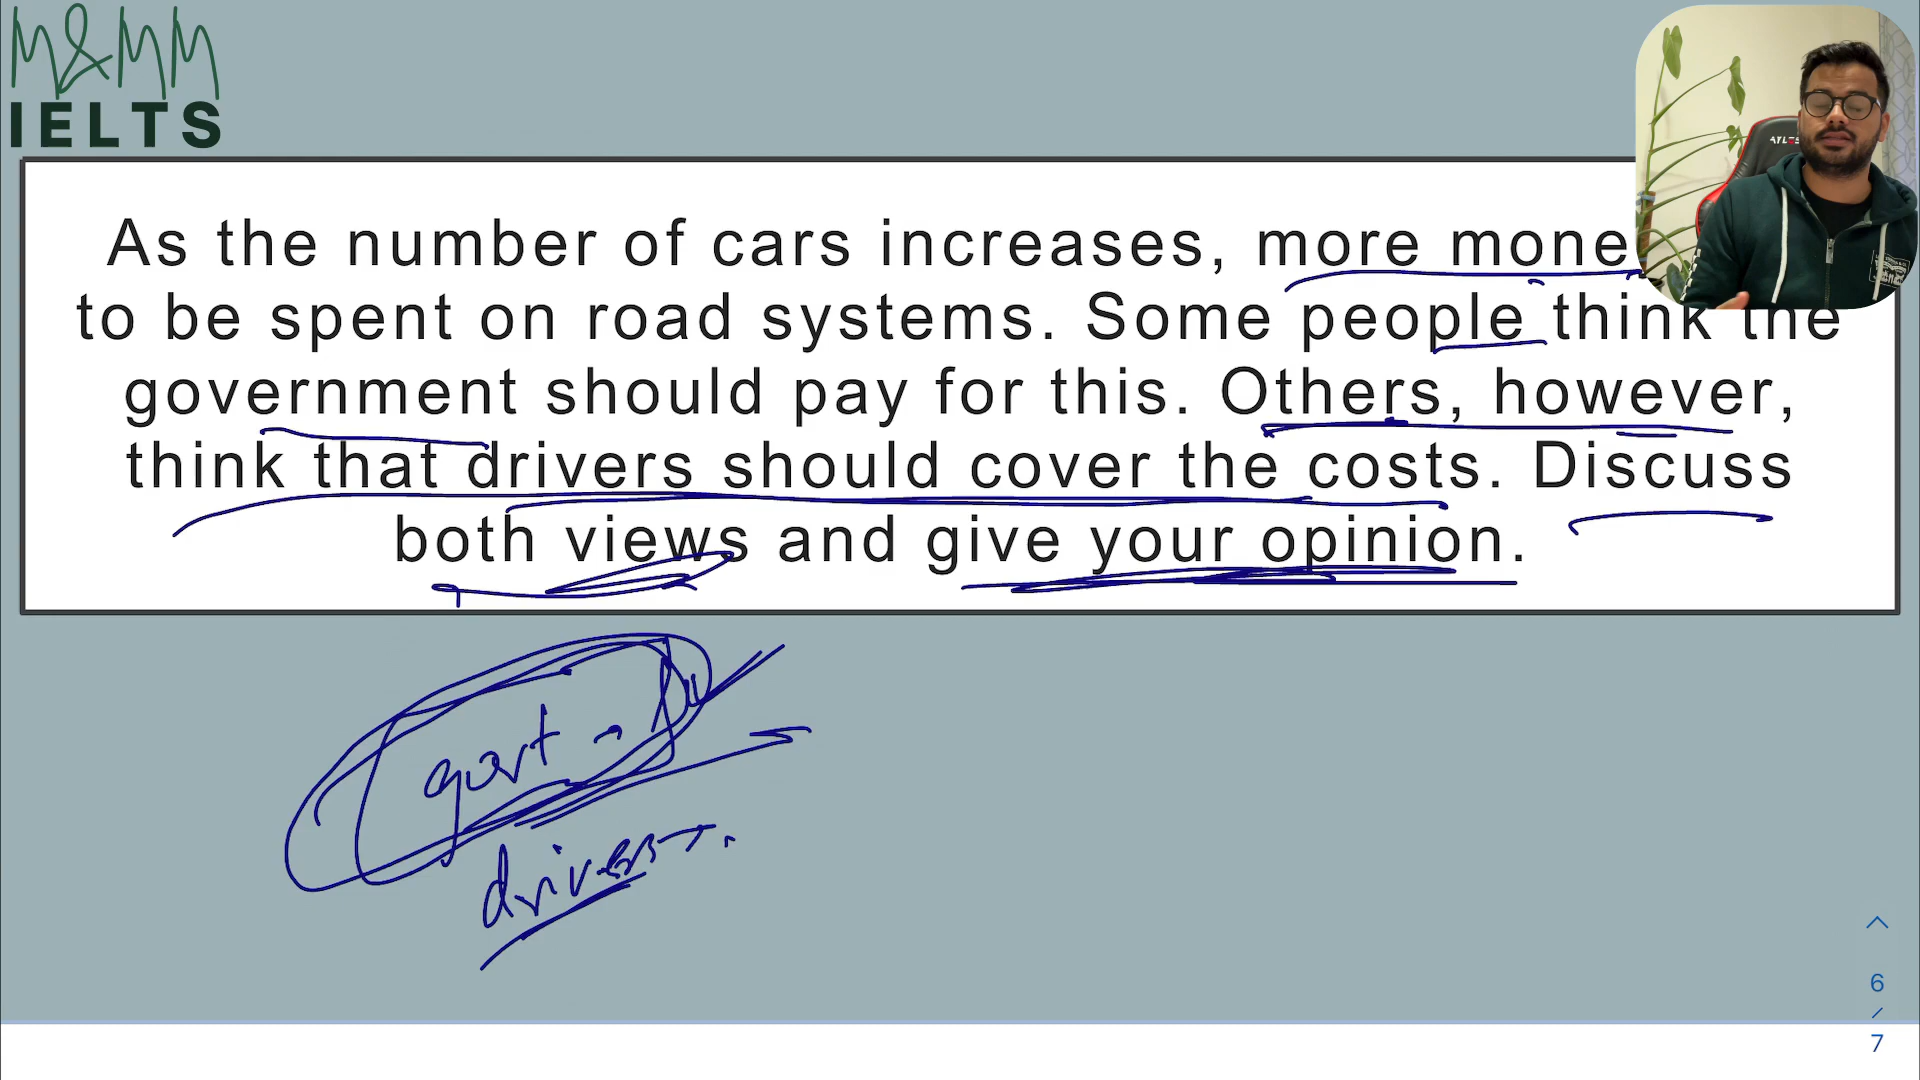 M&MM
IELTS
As the number of cars increases, more mone
to be spent on road systems. Some people think the
government should pay for this. Others, however,
think that drivers should cover the costs. Discuss
both views and give your opinion.
govt
drivers
6
/
7